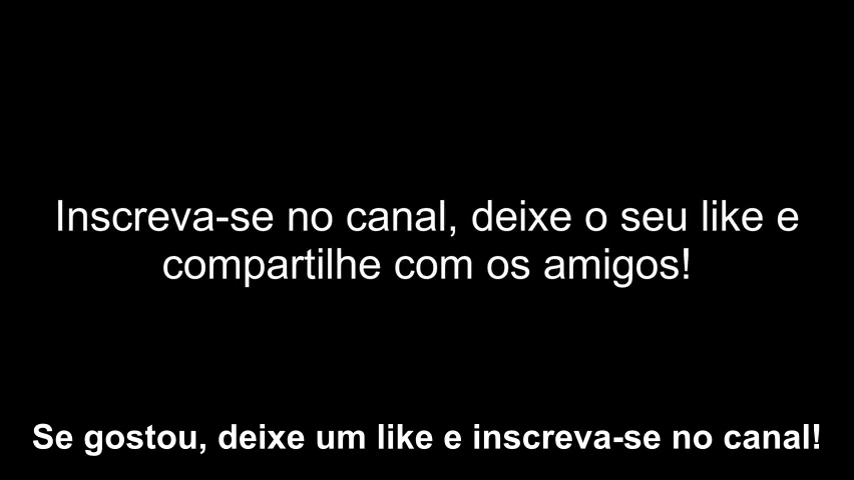 Inscreva-se no canal, deixe o seu like e
compartilhe com os amigos!
Se gostou, deixe um like e inscreva-se no canal!